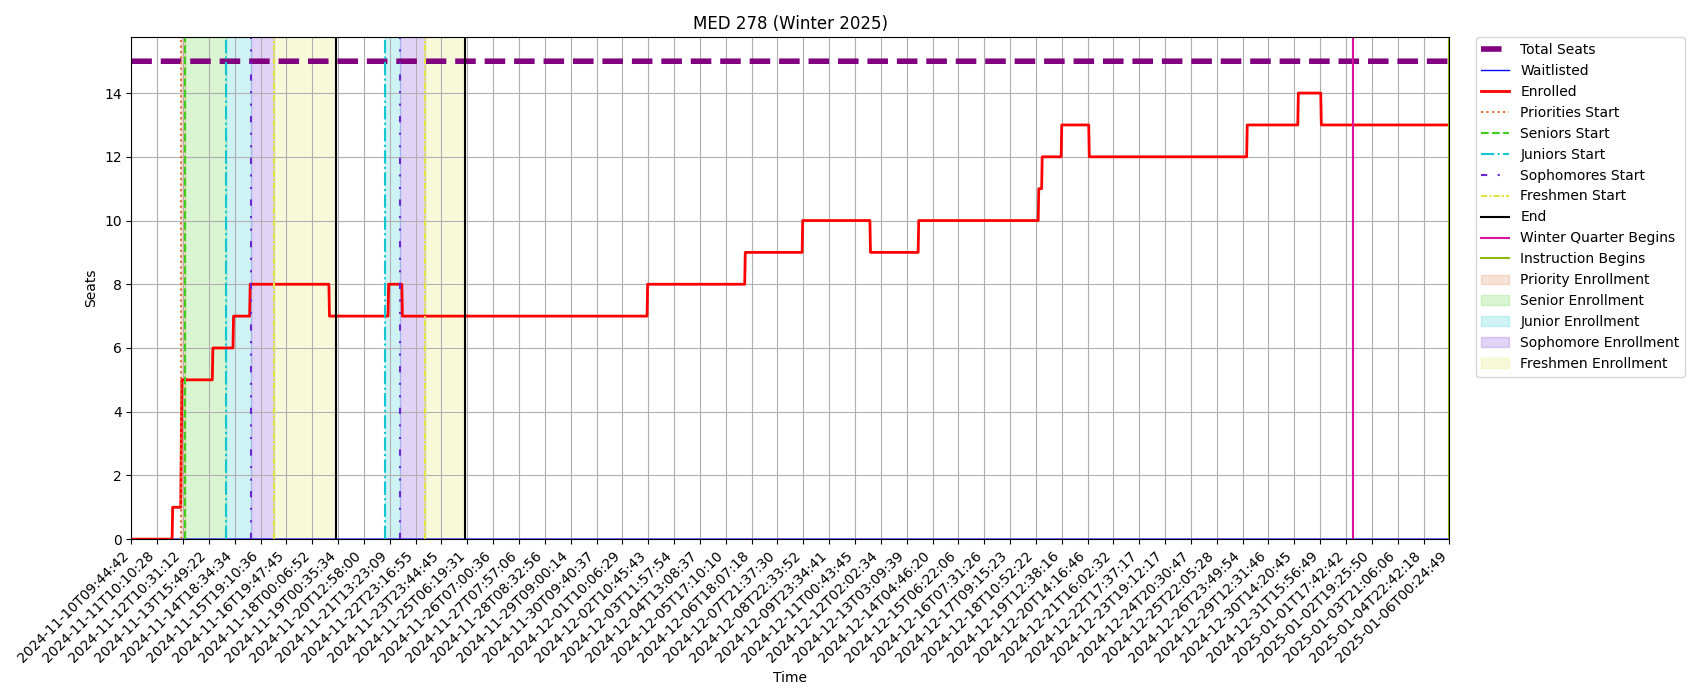 MED 278 (Winter 2025)
Seats
14
12
10
8
6
4
2
0
2024-11-10T09:44:42
2024-11-11T10:10:28
2024-11-12T10:31:12
2024-11-13T15:49:22
2024-11-14T18:34:34
2024-11-15T19:10:36
2024-11-16T19:47:45
2024-11-18T00:06:52
2024-11-19T00:35:34
2024-11-20T12:58:00
2024-11-21T23:23:09
2024-11-22T23:16:55
2024-11-23T23:44:45
2024-11-25T06:19:31
2024-11-26T07:00:36
2024-11-27T07:57:06
2024-11-28T08:32:56
2024-11-29T09:00:14
2024-11-30T09:40:37
2024-12-01T10:06:29
2024-12-02T10:45:43
2024-12-03T11:57:54
2024-12-04T13:08:37
2024-12-05T17:10:10
2024-12-06T18:07:18
2024-12-07T21:37:30
2024-12-08T22:33:52
2024-12-09T23:34:41
2024-12-11T00:43:45
2024-12-12T02:02:34
2024-12-13T03:09:39
2024-12-14T04:46:20
2024-12-15T06:22:06
2024-12-16T07:31:26
2024-12-17T09:15:23
2024-12-18T10:52:22
2024-12-19T12:38:16
2024-12-20T14:16:46
2024-12-21T16:02:32
2024-12-22T17:37:17
2024-12-23T19:12:17
2024-12-24T20:30:47
2024-12-25T22:05:28
2024-12-26T23:49:54
2024-12-29T12:31:46
2024-12-30T14:20:45
2024-12-31T15:56:49
2025-01-01T17:42:42
2025-01-02T19:25:50
2025-01-03T21:06:06
2025-01-04T22:42:18
2025-01-06T00:24:49
Time
Total Seats
Waitlisted
Enrolled
Priorities Start
Seniors Start
Juniors Start
Sophomores Start
Freshmen Start
End
Winter Quarter Begins
Instruction Begins
Priority Enrollment
Senior Enrollment
Junior Enrollment
Sophomore Enrollment
Freshmen Enrollment